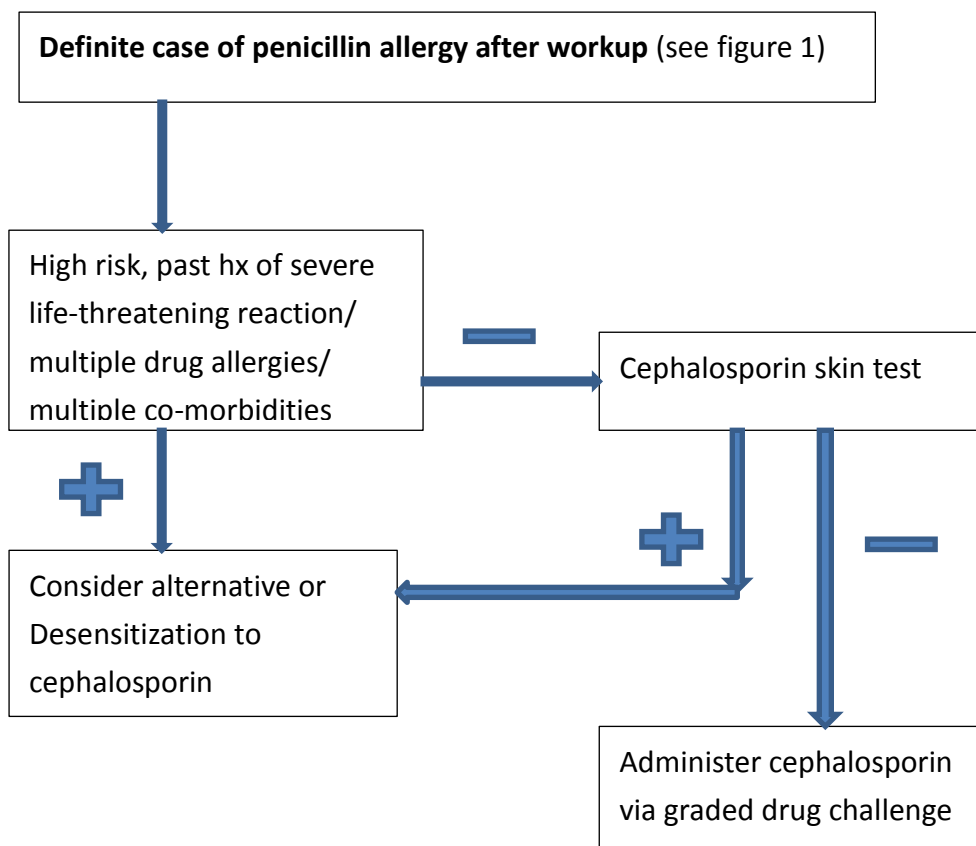 Definite case of penicillin allergy after workup (see figure 1)
High risk, past hx of severe
life-threatening reaction/
multiple drug allergies/
multiple co-morbidities
Cephalosporin skin test
Consider alternative or
Desensitization to
cephalosporin
Administer cephalosporin
via graded drug challenge